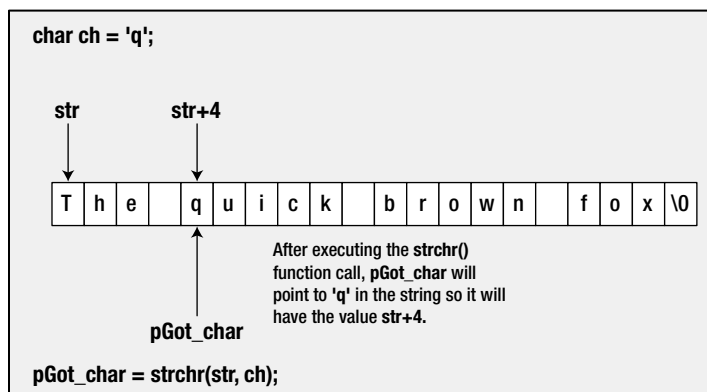 char ch = 'q';
str str+4
T h e q u i c k b r o w n f o x \0
After executing the strchr()
function call, pGot_char will
point to 'q' in the string so it will
have the value str+4.
pGot_char
pGot_char = strchr(str, ch);